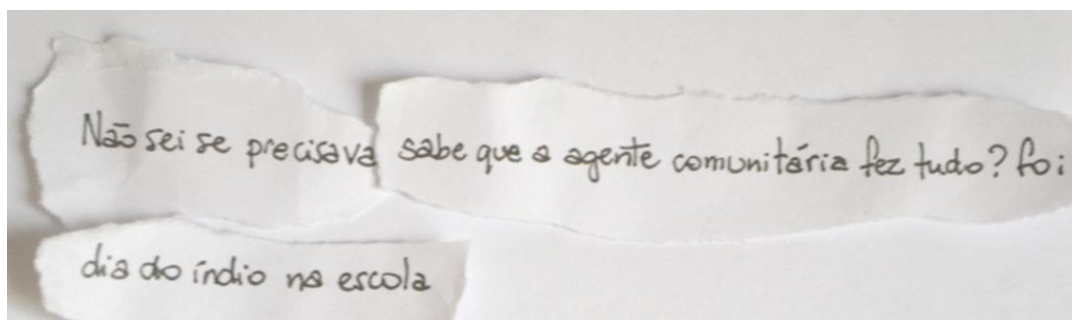 Não sei se precisava sabe que a agente comunitária fez tudo? foi
dia do índio na escola